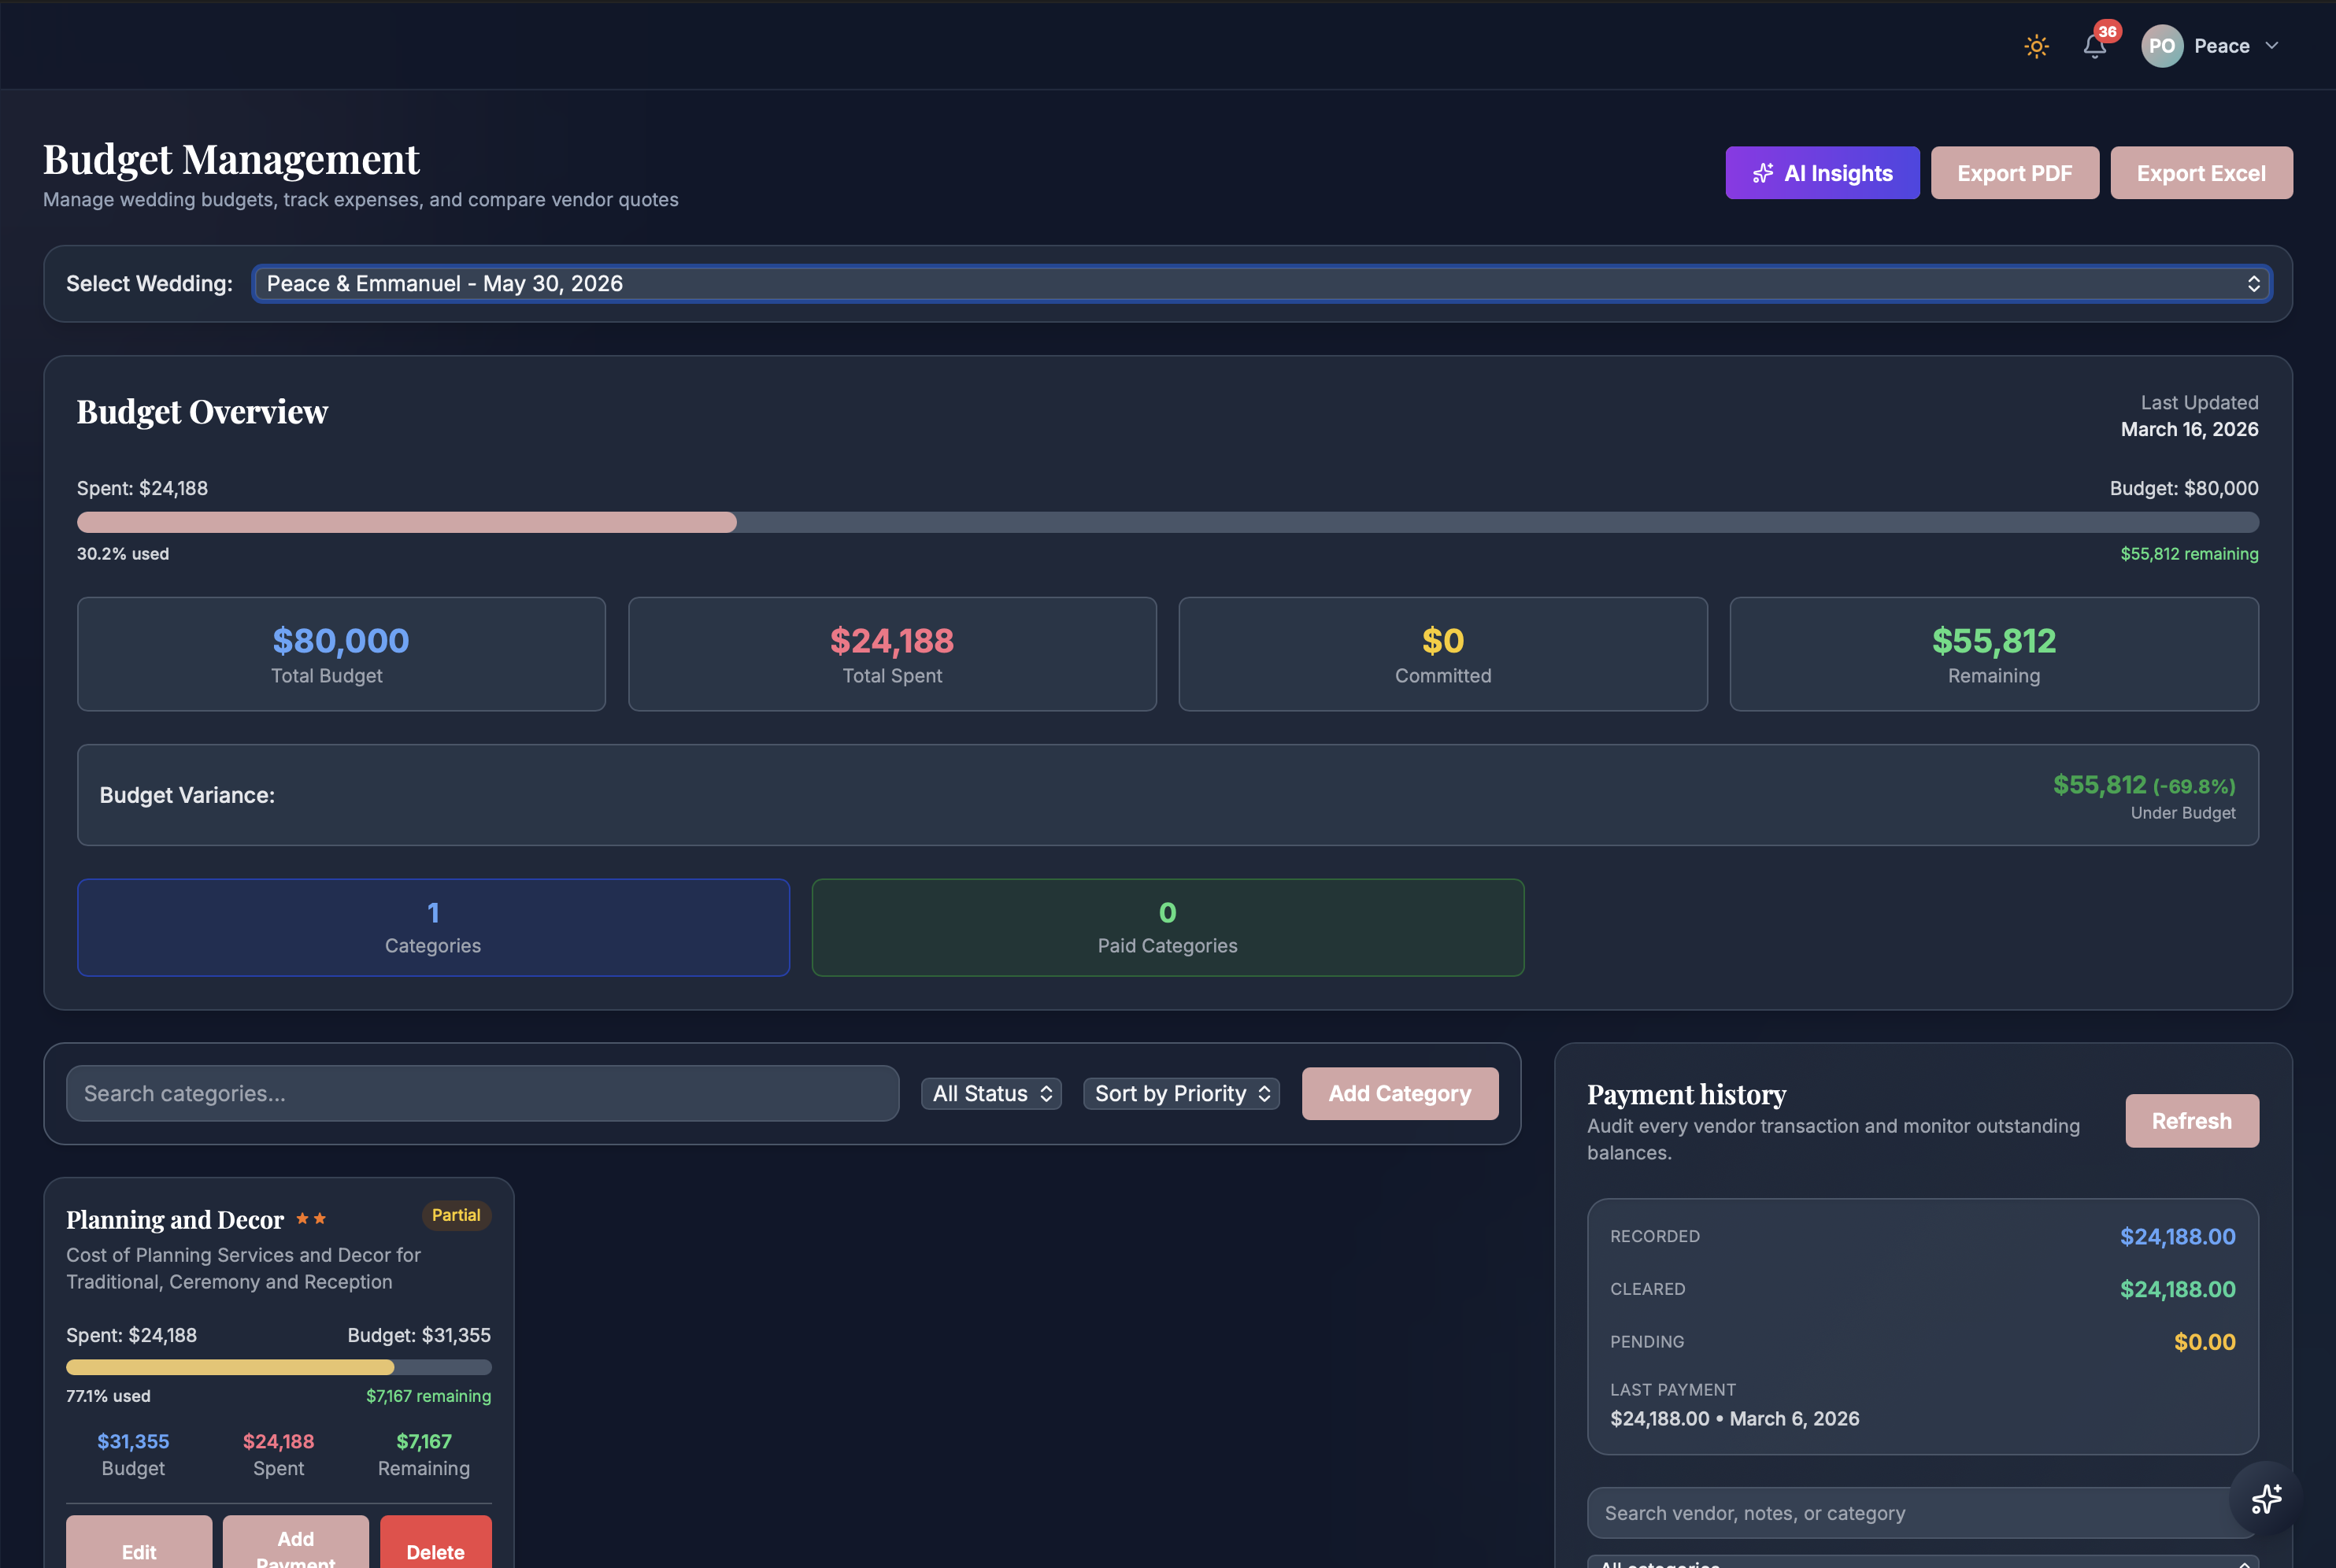 36
PO Peace
Budget Management
Manage wedding budgets, track expenses, and compare vendor quotes
AI Insights
Export PDF
Export Excel
Select Wedding:
Peace & Emmanuel - May 30, 2026
Budget Overview
Last Updated
March 16, 2026
Spent: $24,188
Budget: $80,000
30.2% used
$55,812 remaining
$80,000
Total Budget
$24,188
Total Spent
$0
Committed
$55,812
Remaining
Budget Variance:
$55,812 (-69.8%)
Under Budget
1
Categories
0
Paid Categories
Search categories...
All Status
Sort by Priority
Add Category
Planning and Decor
Partial
Cost of Planning Services and Decor for
Traditional, Ceremony and Reception
Spent: $24,188
Budget: $31,355
77.1% used
$7,167 remaining
$31,355
Budget
$24,188
Spent
$7,167
Remaining
Edit
Add
Payment
Delete
Payment history
Audit every vendor transaction and monitor outstanding
balances.
Refresh
RECORDED
$24,188.00
CLEARED
$24,188.00
PENDING
$0.00
LAST PAYMENT
$24,188.00 • March 6, 2026
Search vendor, notes, or category
All categories